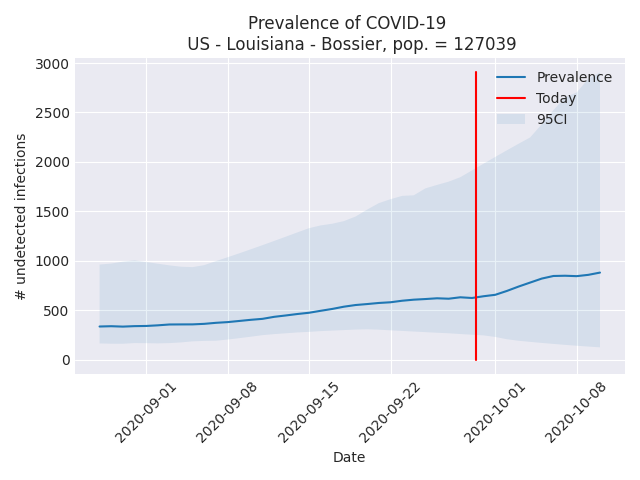 Prevalence of COVID-19
US - Louisiana - Bossier, pop. = 127039
3000
2500
2000
1500
1000
500
0
# undetected infections
Prevalence
Today
95CI
2020-09-01
2020-09-08
2020-09-15
2020-09-22
2020-10-01
2020-10-08
Date